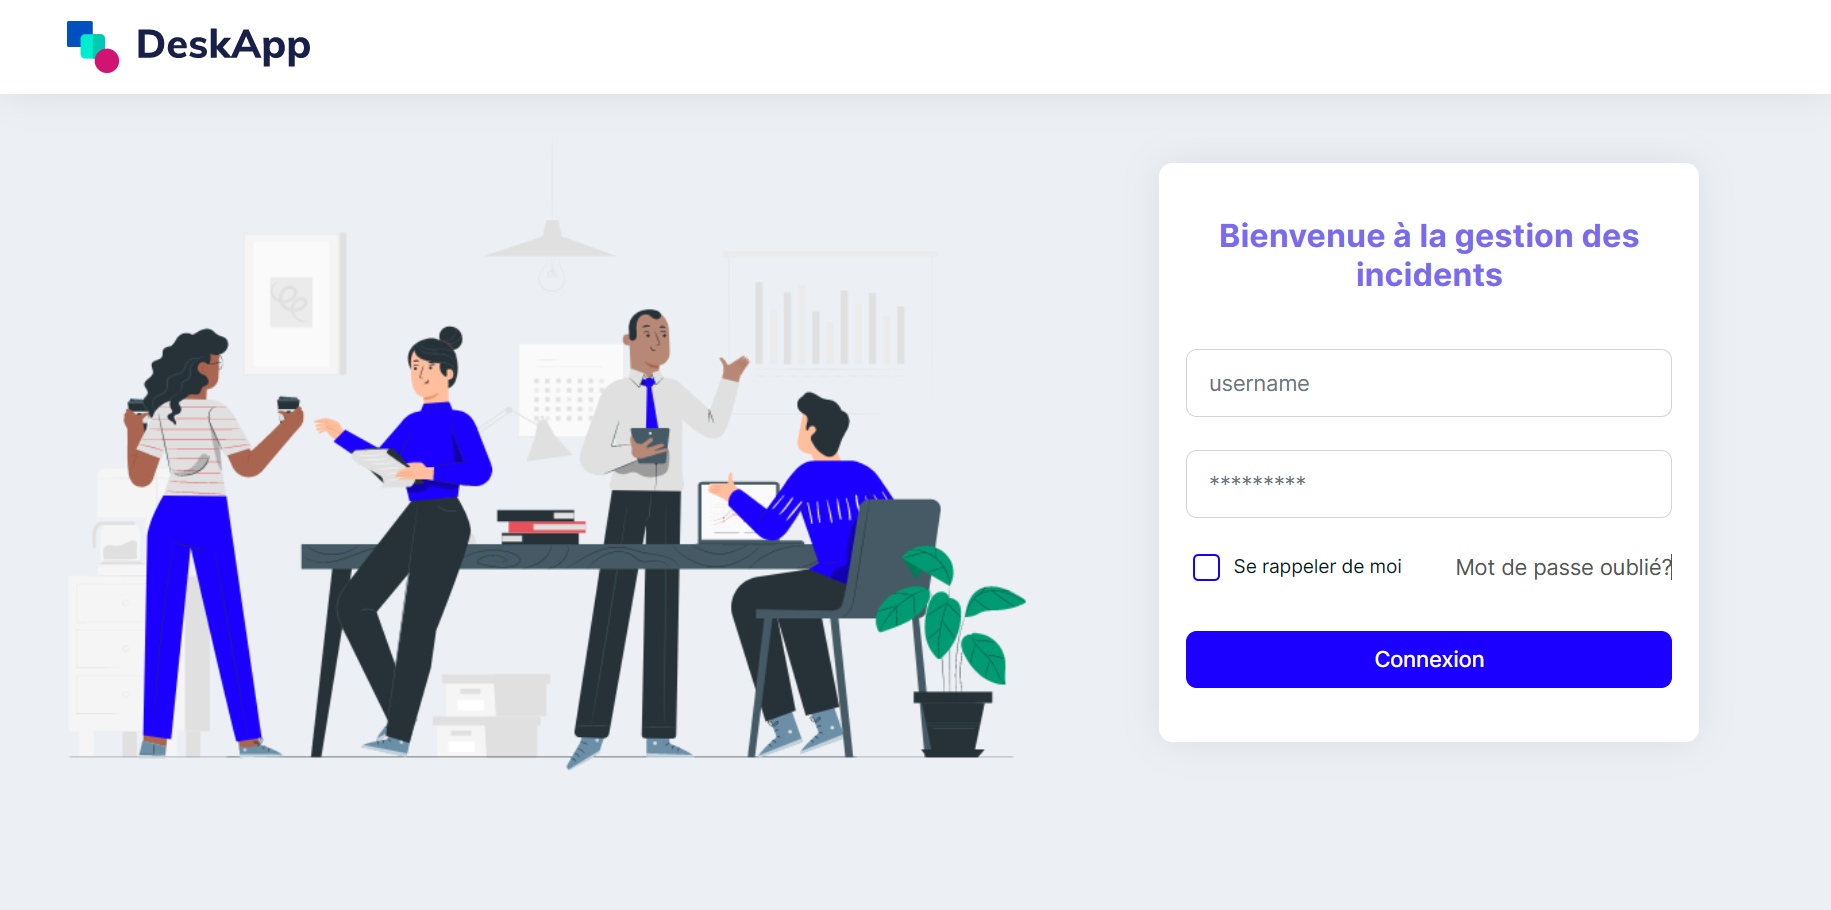 DeskApp
Bienvenue à la gestion des
incidents
username
*********
Se rappeler de moi
Mot de passe oublié?
Connexion